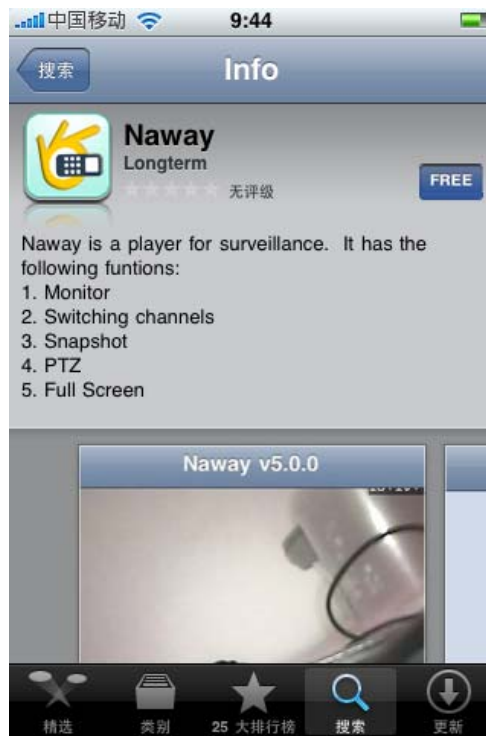 中国移动 9:44
搜索 Info
Naway
Longterm
无评级
FREE
Naway is a player for surveillance. It has the
following funtions:
1. Monitor
2. Switching channels
3. Snapshot
4. PTZ
5. Full Screen
Naway v5.0.0
精选 类别 25 大排行榜 搜索 更新